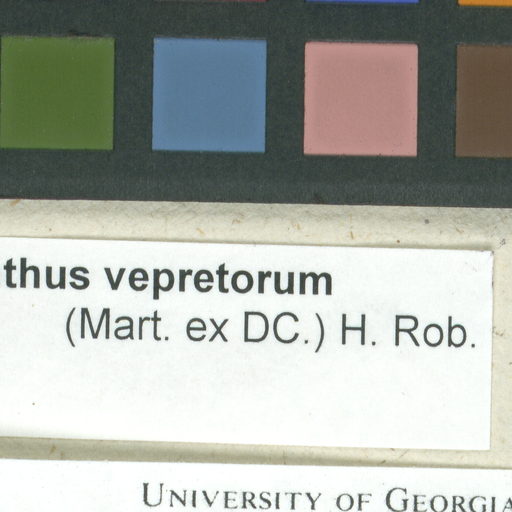 thus vepretorum
(Mart. ex DC.) H. Rob.
UNIVERSITY OF GEORGIA